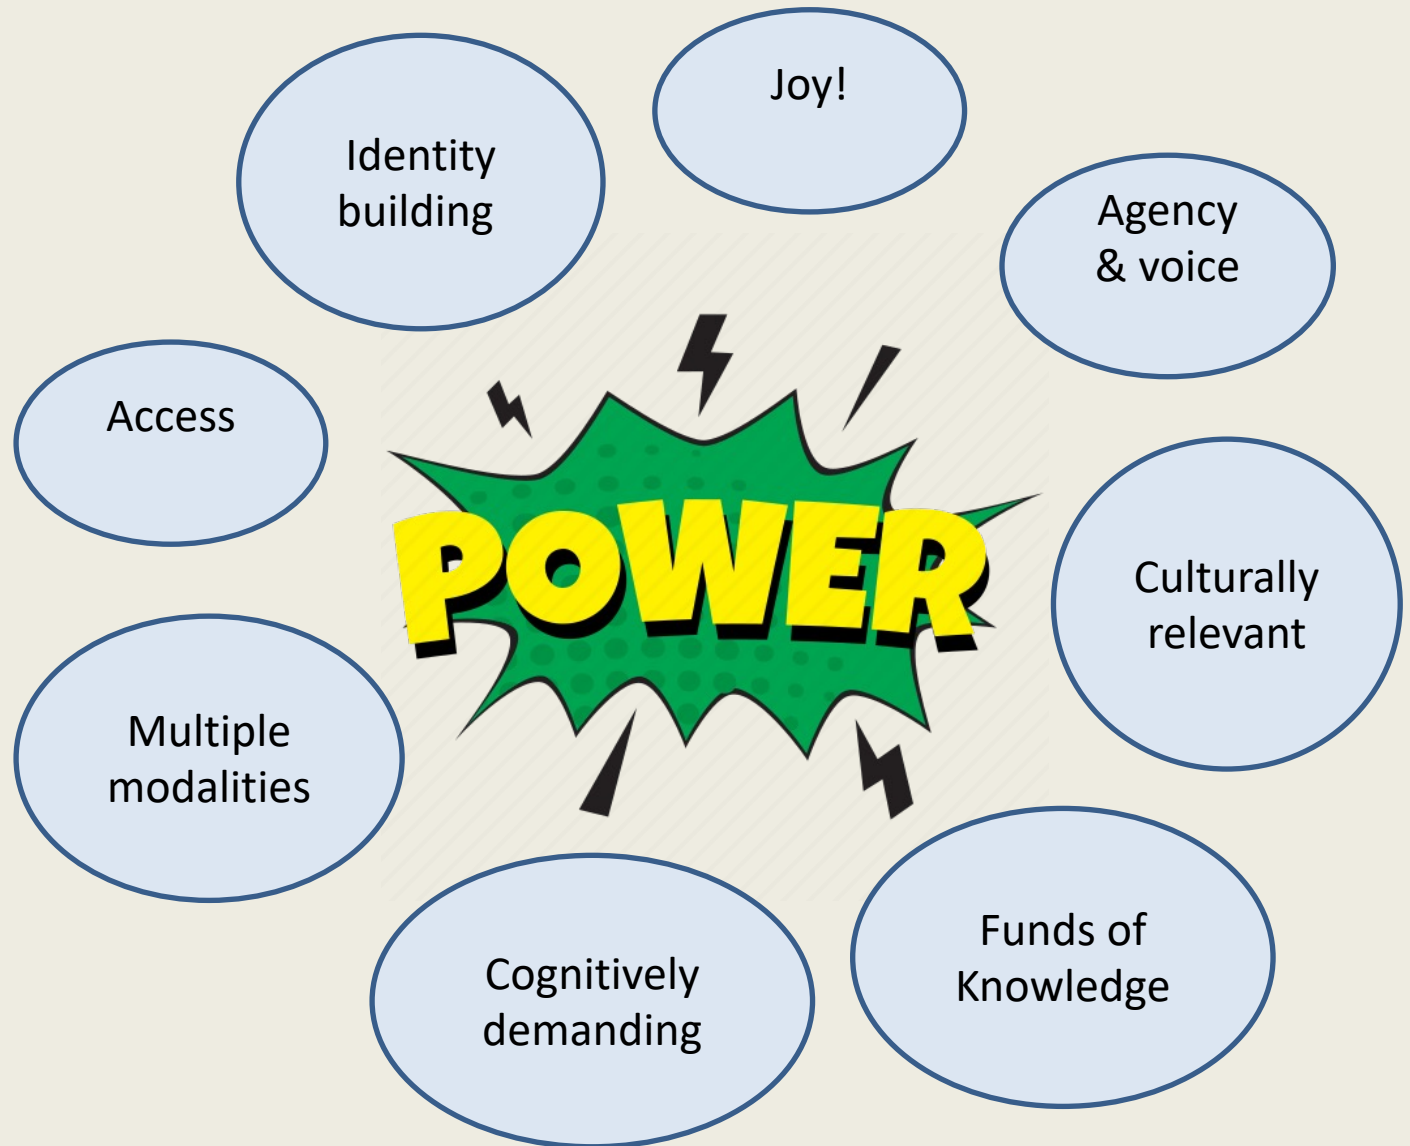 Joy!
Identity
building
Agency
& voice
Access
POWER
Culturally
relevant
Multiple
modalities
Funds of
Knowledge
Cognitively
demanding